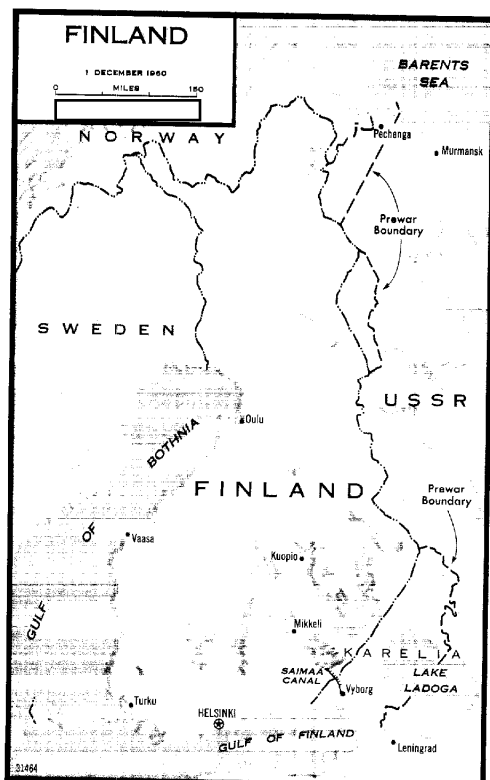 FINLAND
1 DECEMBER 1960
MILES
0 150
BARENTS
SEA
NORWAY
Pechenga
Murmansk
Prewar
Boundary
SWEDEN
USSR
Oulu
BOTHNIA
FINLAND
Prewar
Boundary
OF
Vaasa
Kuopio
GULF
Mikkeli
KARELIA
SAIMAA
CANAL
LAKE
LADOGA
Vyborg
Turku
HELSINKI
GULF OF FINLAND
Leningrad
31464